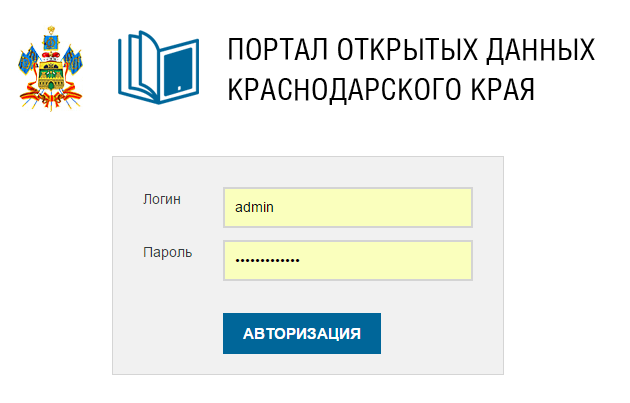 ПОРТАЛ ОТКРЫТЫХ ДАННЫХ
КРАСНОДАРСКОГО КРАЯ
Логин
admin
Пароль
•••••••••••••
АВТОРИЗАЦИЯ